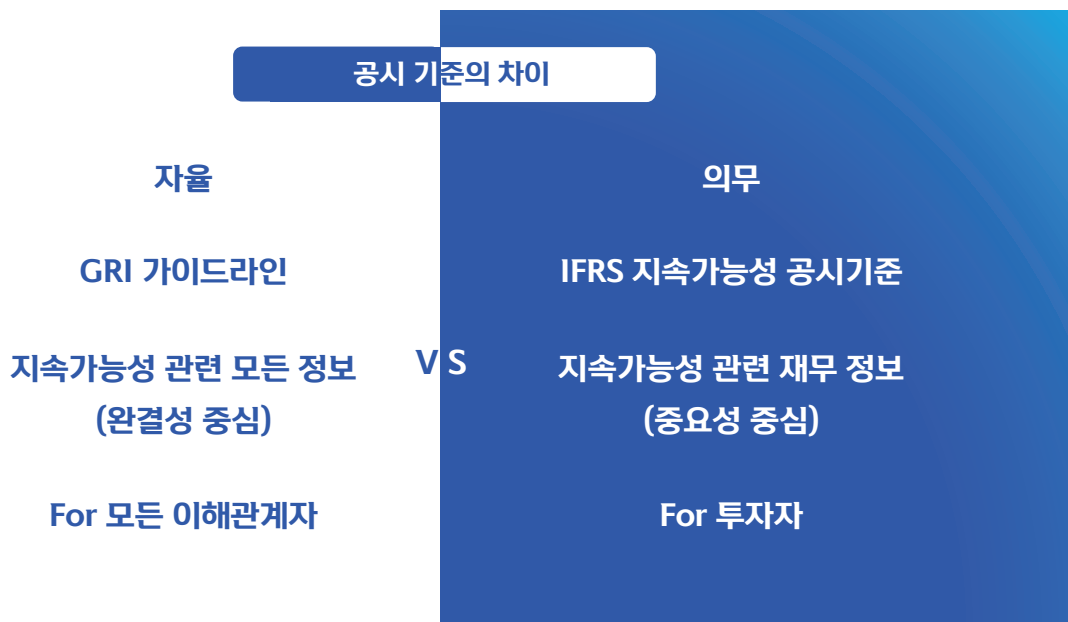 공시 기준의 차이
자율
의무
GRI 가이드라인
IFRS 지속가능성 공시기준
지속가능성 관련 모든 정보
(완결성 중심)
VS
지속가능성 관련 재무 정보
(중요성 중심)
For 모든 이해관계자
For 투자자